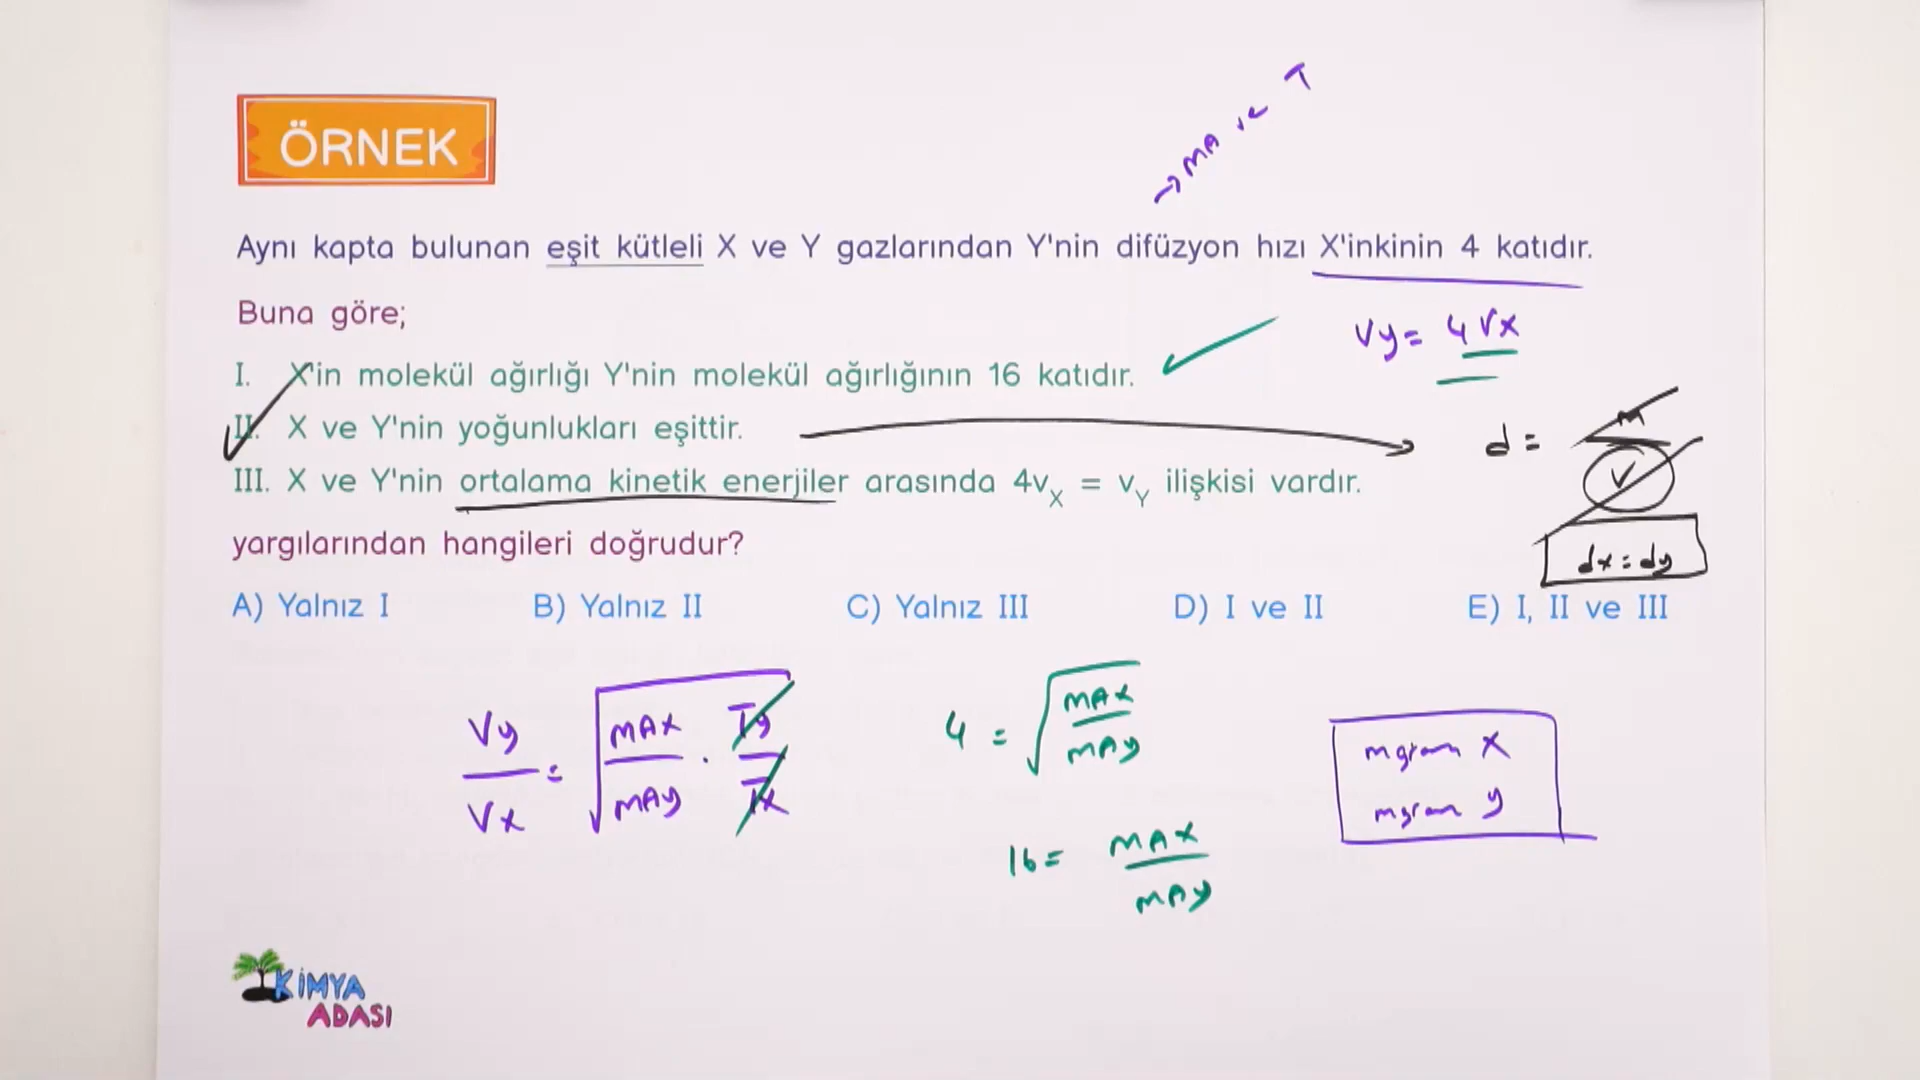 ÖRNEK
→ MA ve T
Aynı kapta bulunan eşit kütleli X ve Y gazlarından Y'nin difüzyon hızı X'inkinin 4 katıdır.
Buna göre;
Vy = 4Vx
I. X'in molekül ağırlığı Y'nin molekül ağırlığının 16 katıdır.
II. X ve Y'nin yoğunlukları eşittir.
d = m/V
III. X ve Y'nin ortalama kinetik enerjiler arasında 4v_X = v_Y ilişkisi vardır.
dx = dy
yargılarından hangileri doğrudur?
A) Yalnız I B) Yalnız II C) Yalnız III D) I ve II E) I, II ve III
Vy/Vx = √(MAx/MAy · Ty/Tx)
4 = √(MAx/MAy)
16 = MAx/MAy
mgram X
mgram y
KİMYA
ADASI